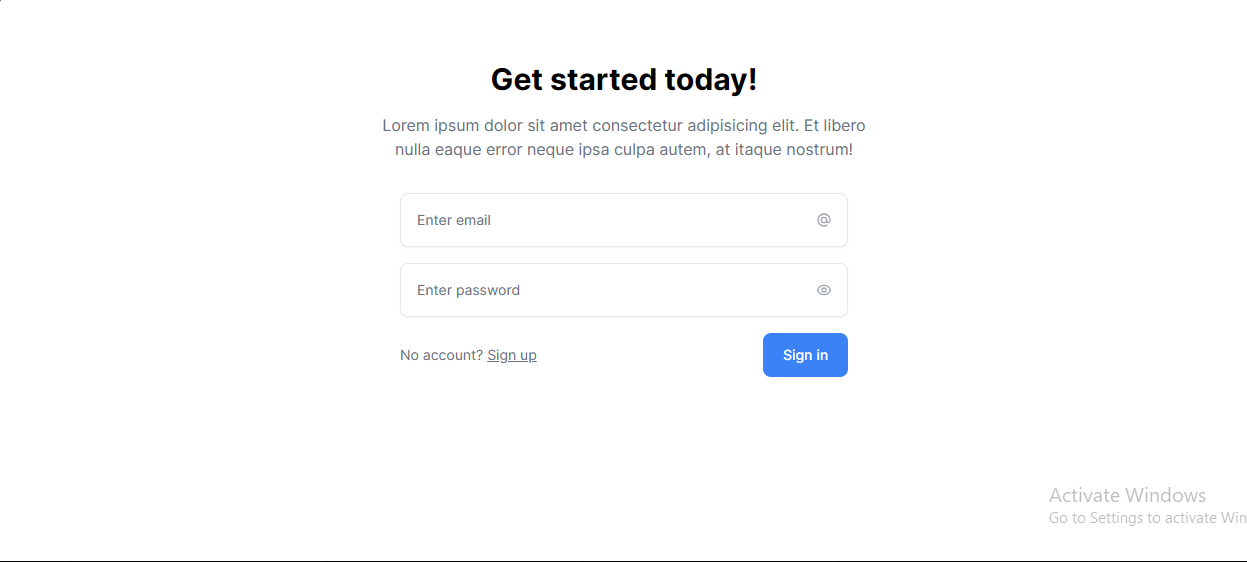 Get started today!
Lorem ipsum dolor sit amet consectetur adipisicing elit. Et libero
nulla eaque error neque ipsa culpa autem, at itaque nostrum!
Enter email
Enter password
No account? Sign up
Sign in
Activate Windows
Go to Settings to activate Win